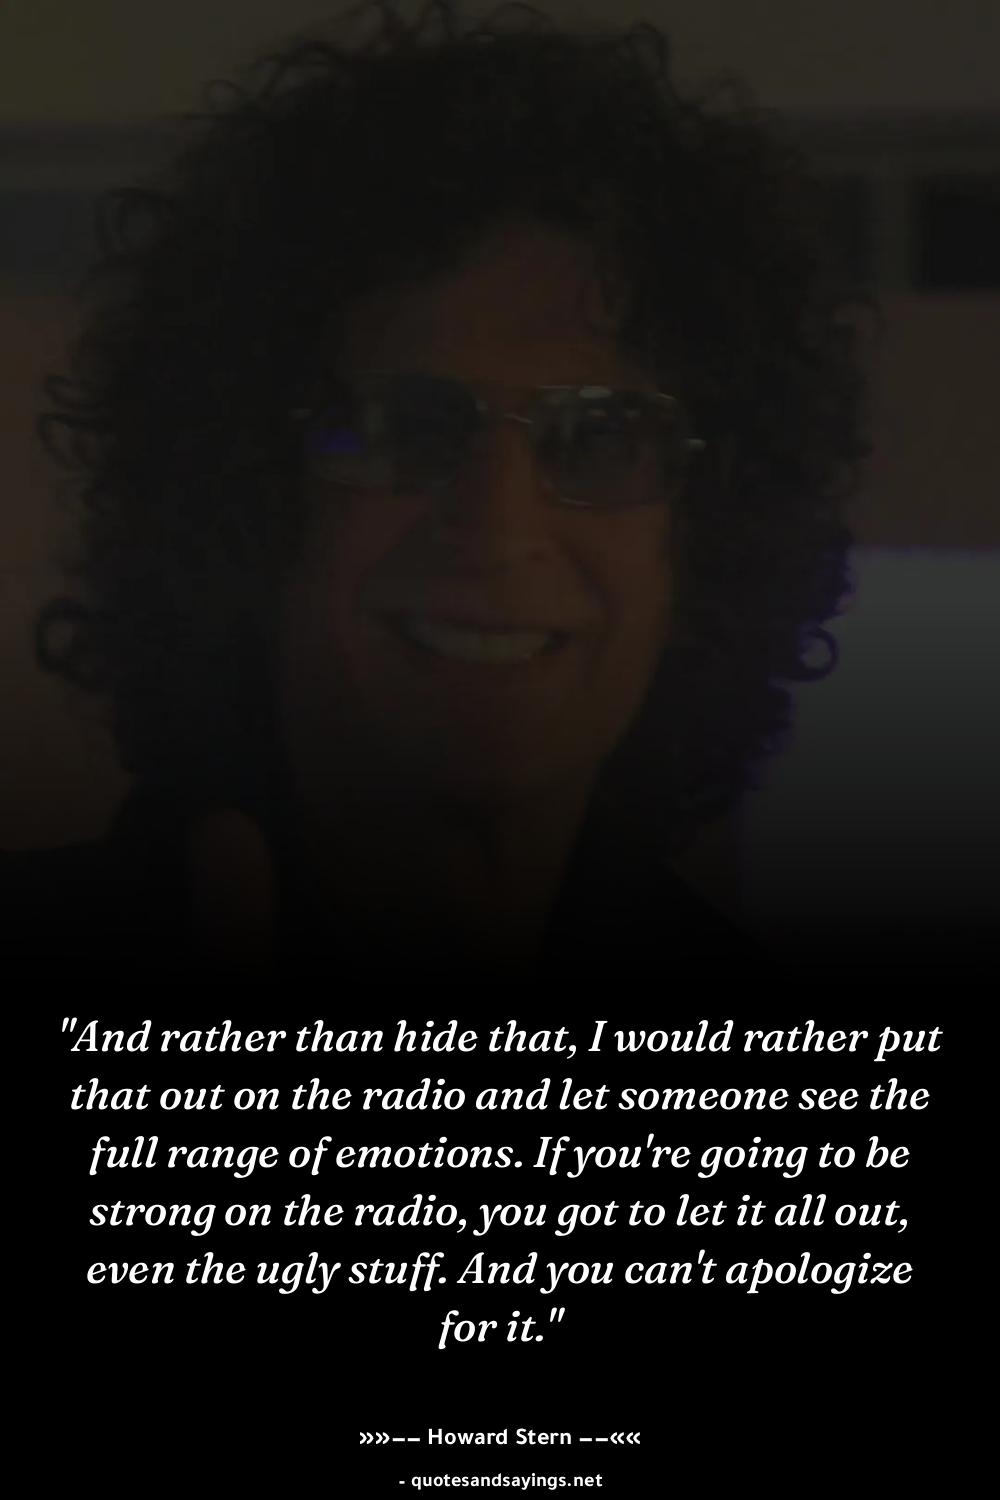 "And rather than hide that, I would rather put
that out on the radio and let someone see the
full range of emotions. If you're going to be
strong on the radio, you got to let it all out,
even the ugly stuff. And you can't apologize
for it."
»»–– Howard Stern ––««
- quotesandsayings.net